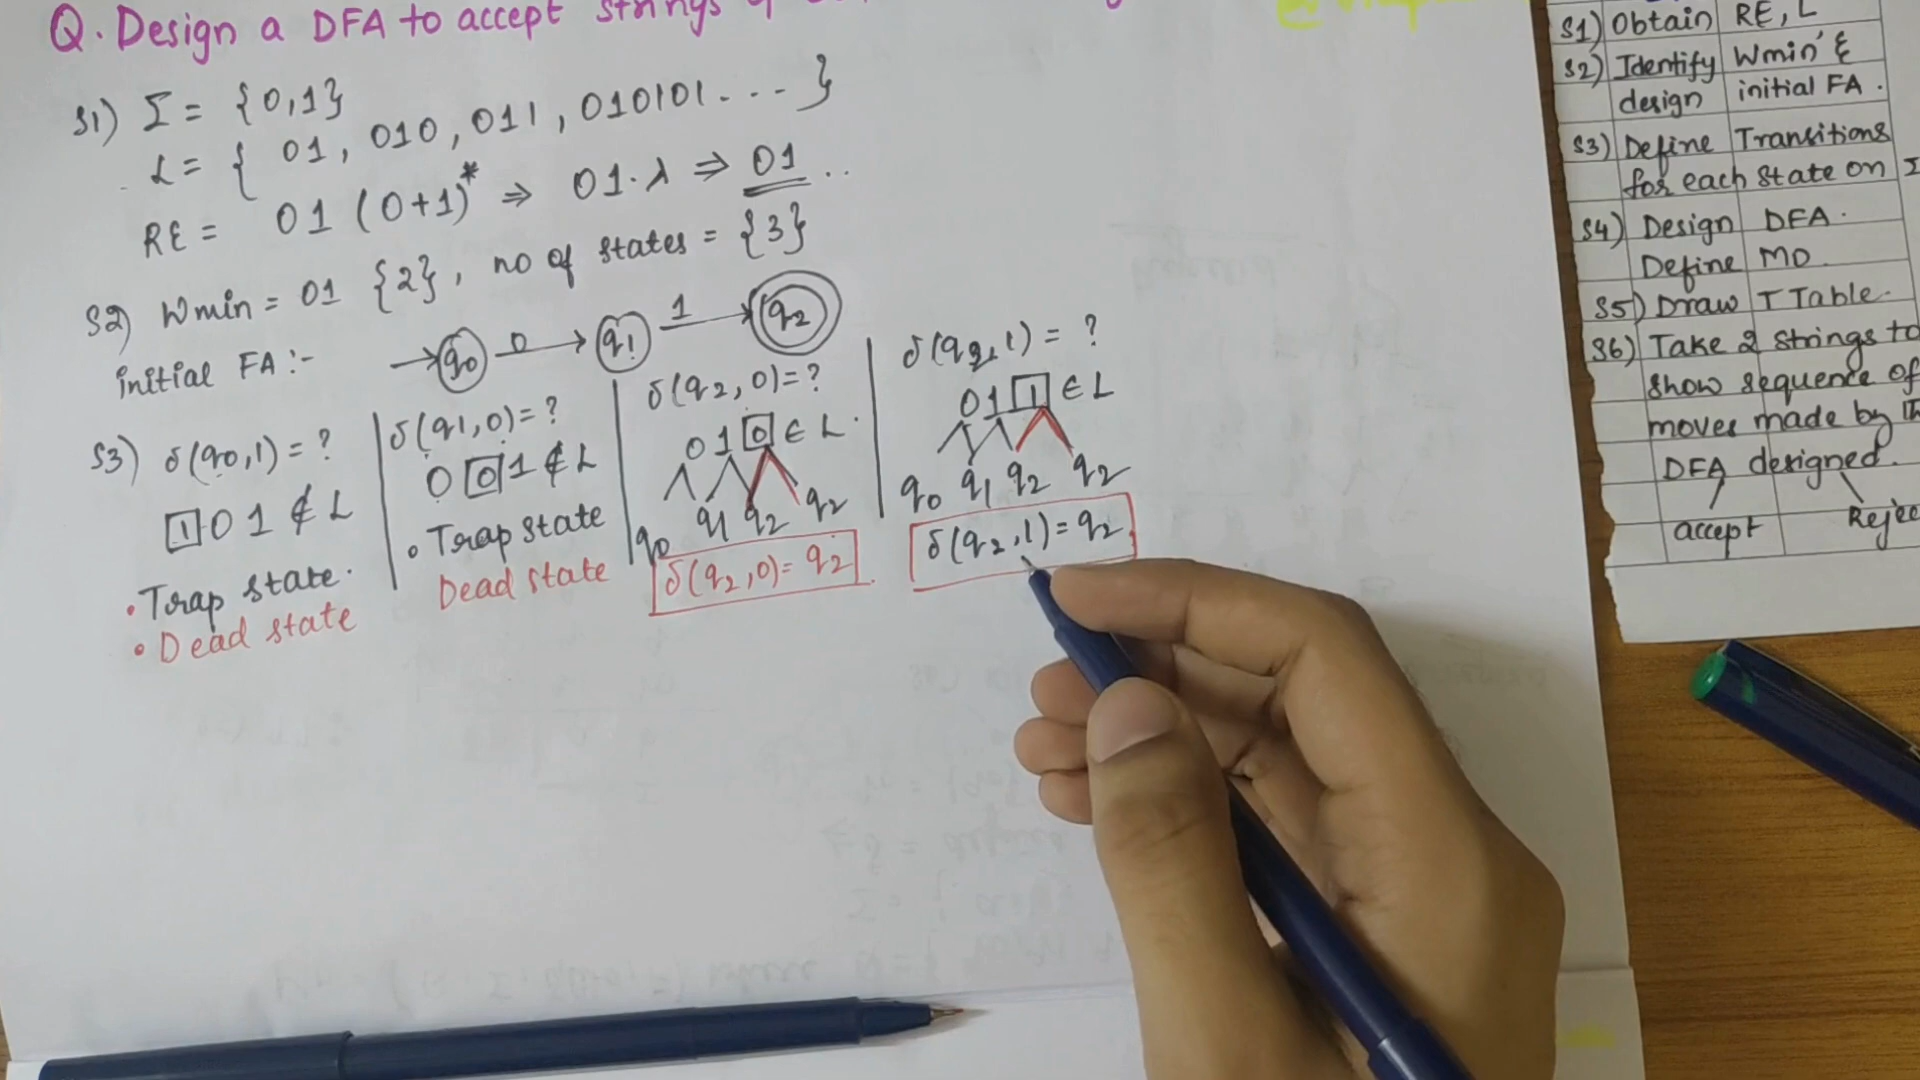 Q. Design a DFA to accept strings
S1) Σ = {0,1}
L = { 01, 010, 011, 010101 . . . . }
RE = 01 (0+1)* ⇒ 01.λ ⇒ 01 ..
S2) Wmin = 01 {2}, no of states = {3}
initial FA :- → q0 0 → q1 1 → q2
S3) δ(q0,1) = ?
1 0 1 ∉ L
• Trap state.
• Dead state
δ(q1,0) = ?
0 0 1 ∉ L
• Trap state
Dead state
δ(q2,0) = ?
0 1 0 ∈ L.
q0 q1 q2 q2
δ(q2,0) = q2
δ(q2,1) = ?
0 1 1 ∈ L
q0 q1 q2 q2
δ(q2,1) = q2
S1) Obtain RE, L
S2) Identify Wmin' &
design initial FA.
S3) Define Transitions
for each state on
S4) Design DFA.
Define MD
S5) Draw T Table.
S6) Take 2 strings to
show sequence of
moves made by
DFA designed.
accept